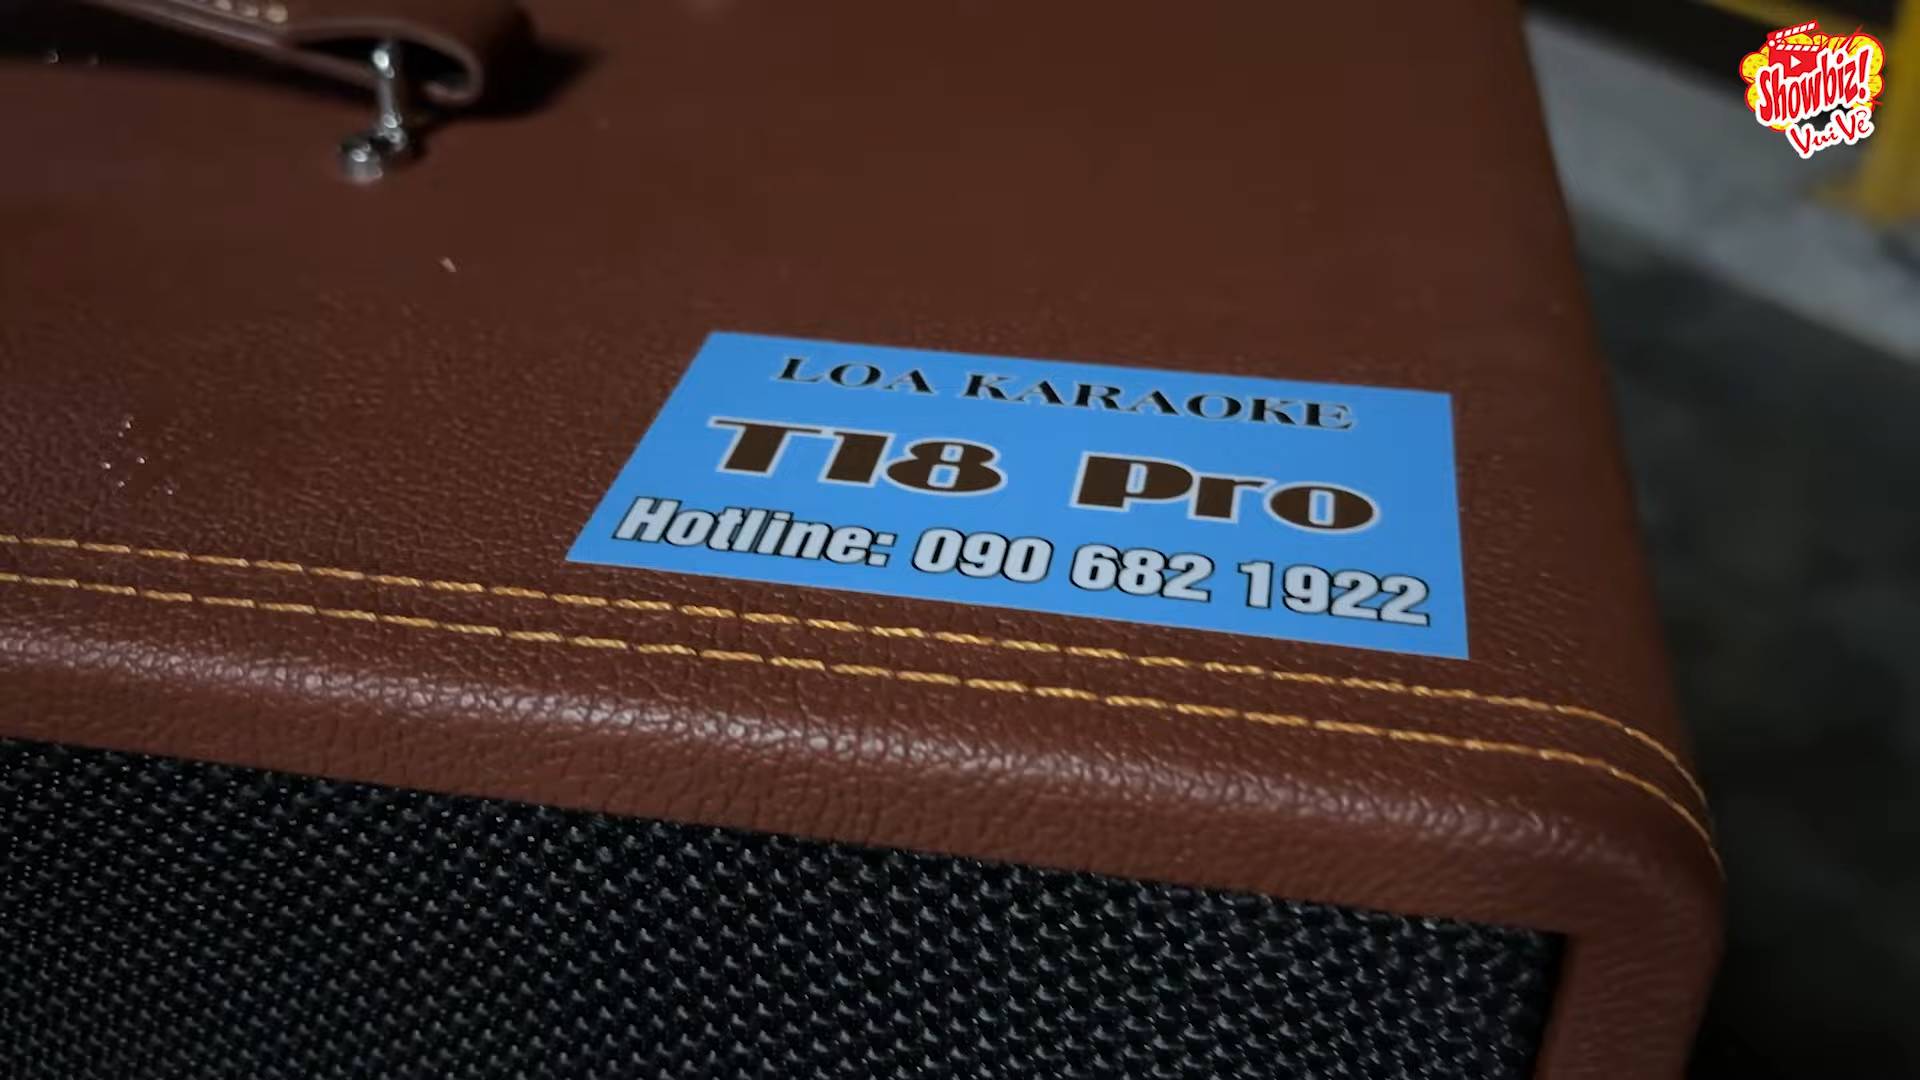 Showbiz!
Vui Vẻ
LOA KARAOKE
T18 Pro
Hotline: 090 682 1922